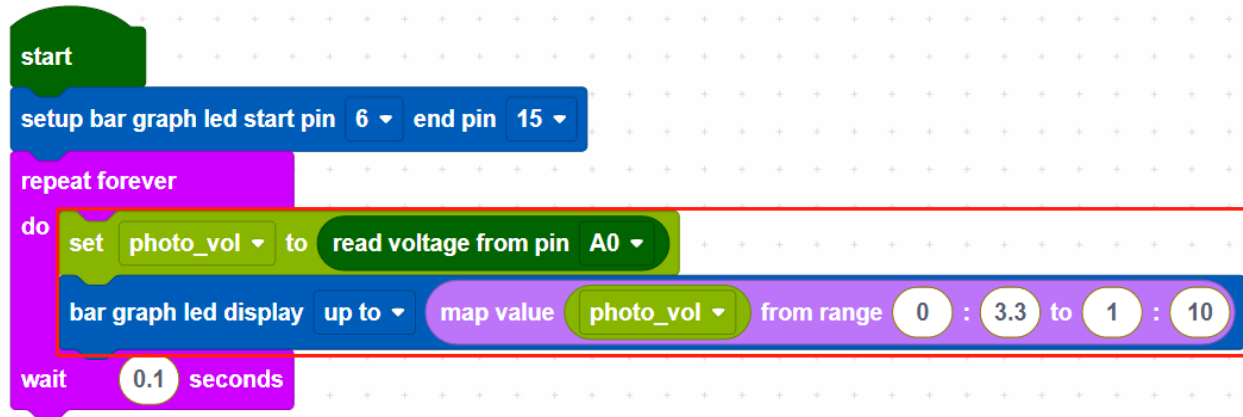 start
setup bar graph led start pin 6 end pin 15
repeat forever
do set photo_vol to read voltage from pin A0
bar graph led display up to map value photo_vol from range 0 : 3.3 to 1 : 10
wait 0.1 seconds